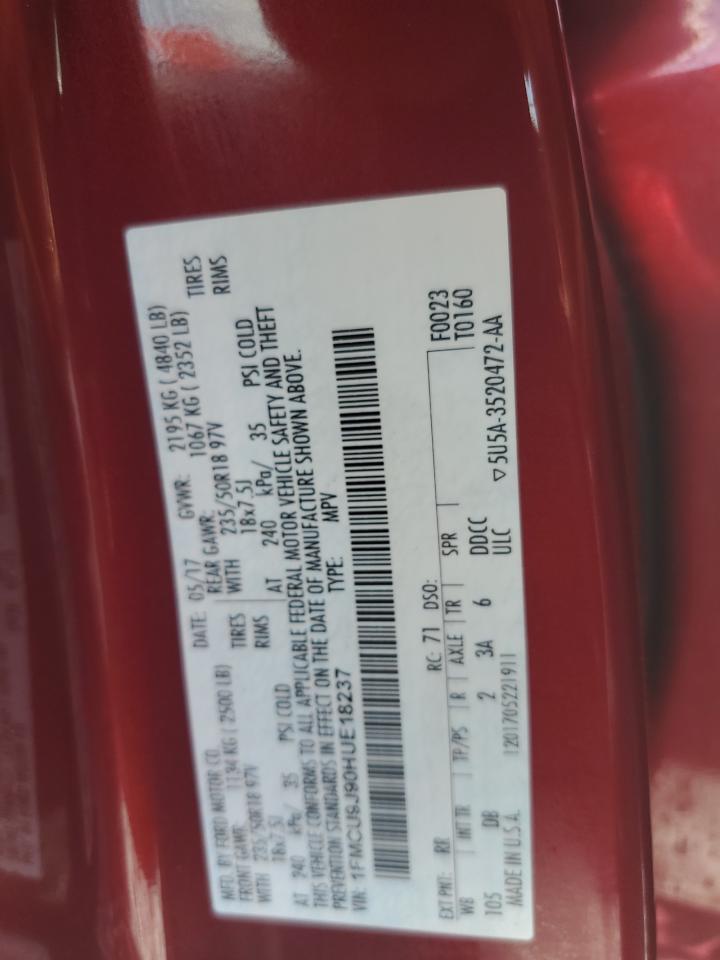 MFD. BY FORD MOTOR CO. DATE: 05/17 GVWR: 2195 KG ( 4840 LB)
FRONT GAWR: 1134 KG ( 2500 LB) REAR GAWR: 1067 KG ( 2352 LB)
WITH 235/50R18 97V TIRES WITH 235/50R18 97V TIRES
18x7.5J RIMS 18x7.5J RIMS
AT 240 kPa/ 35 PSI COLD AT 240 kPa/ 35 PSI COLD
THIS VEHICLE CONFORMS TO ALL APPLICABLE FEDERAL MOTOR VEHICLE SAFETY AND THEFT
PREVENTION STANDARDS IN EFFECT ON THE DATE OF MANUFACTURE SHOWN ABOVE.
VIN: 1FMCU9J90HUE18237 TYPE: MPV
EXT PNT: RR RC: 71 DSO: F0023
WB INT TR TP/PS R AXLE TR SPR T0160
105 DB 2 3A 6 DDCC
ULC
MADE IN U.S.A. 1201705221911 ▽5U5A-3520472-AA